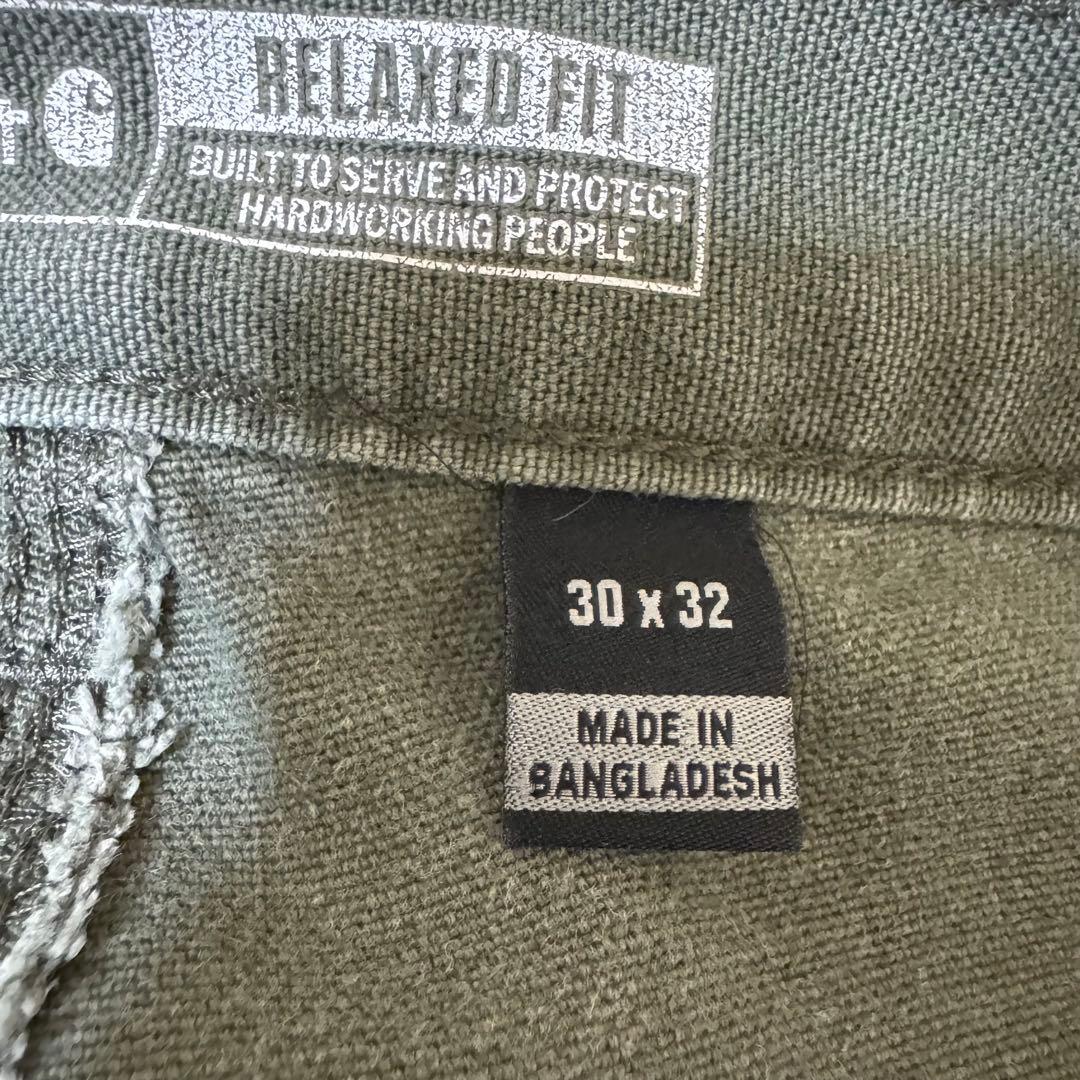 T
RELAXED FIT
BUILT TO SERVE AND PROTECT
HARDWORKING PEOPLE
30 x 32
MADE IN
BANGLADESH